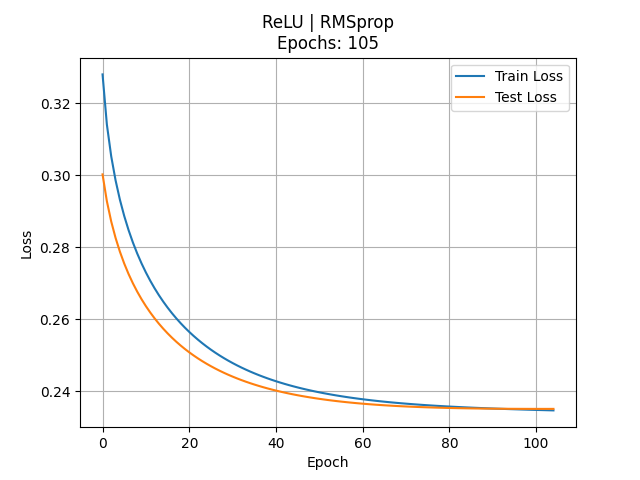 ReLU | RMSprop
Epochs: 105
Train Loss
Test Loss
0.32
0.30
0.28
0.26
0.24
Loss
0
20
40
60
80
100
Epoch